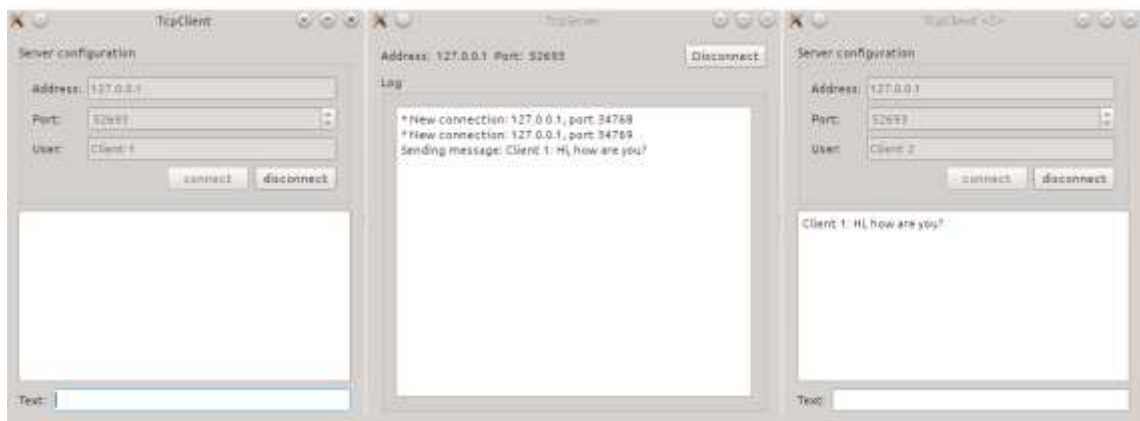 TcpClient
Server configuration
Address: 127.0.0.1
Port: 52693
User: Client 1
connect disconnect
Text:
TcpServer
Address: 127.0.0.1 Port: 52693 Disconnect
Log
* New connection: 127.0.0.1, port 34768
* New connection: 127.0.0.1, port 34769
Sending message: Client 1: Hi, how are you?
TcpClient <2>
Server configuration
Address: 127.0.0.1
Port: 52693
User: Client 2
connect disconnect
Client 1: Hi, how are you?
Text: